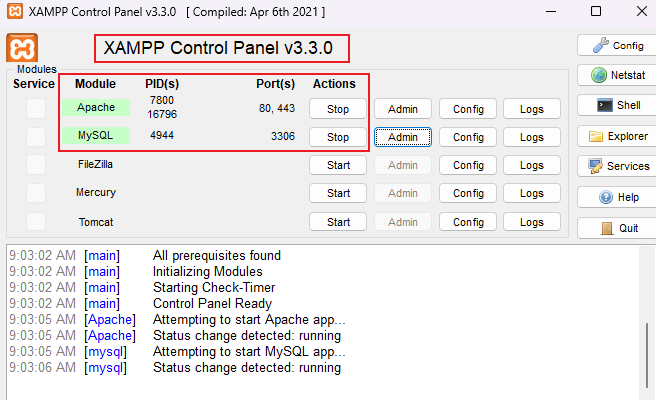 XAMPP Control Panel v3.3.0 [ Compiled: Apr 6th 2021 ]
XAMPP Control Panel v3.3.0
Config
Modules
Service Module PID(s) Port(s) Actions
Netstat
Apache 7800 16796 80, 443 Stop Admin Config Logs
Shell
MySQL 4944 3306 Stop Admin Config Logs
Explorer
FileZilla Start Admin Config Logs
Services
Mercury Start Admin Config Logs
Help
Tomcat Start Admin Config Logs
Quit
9:03:02 AM [main] All prerequisites found
9:03:02 AM [main] Initializing Modules
9:03:02 AM [main] Starting Check-Timer
9:03:02 AM [main] Control Panel Ready
9:03:05 AM [Apache] Attempting to start Apache app...
9:03:05 AM [Apache] Status change detected: running
9:03:05 AM [mysql] Attempting to start MySQL app...
9:03:06 AM [mysql] Status change detected: running